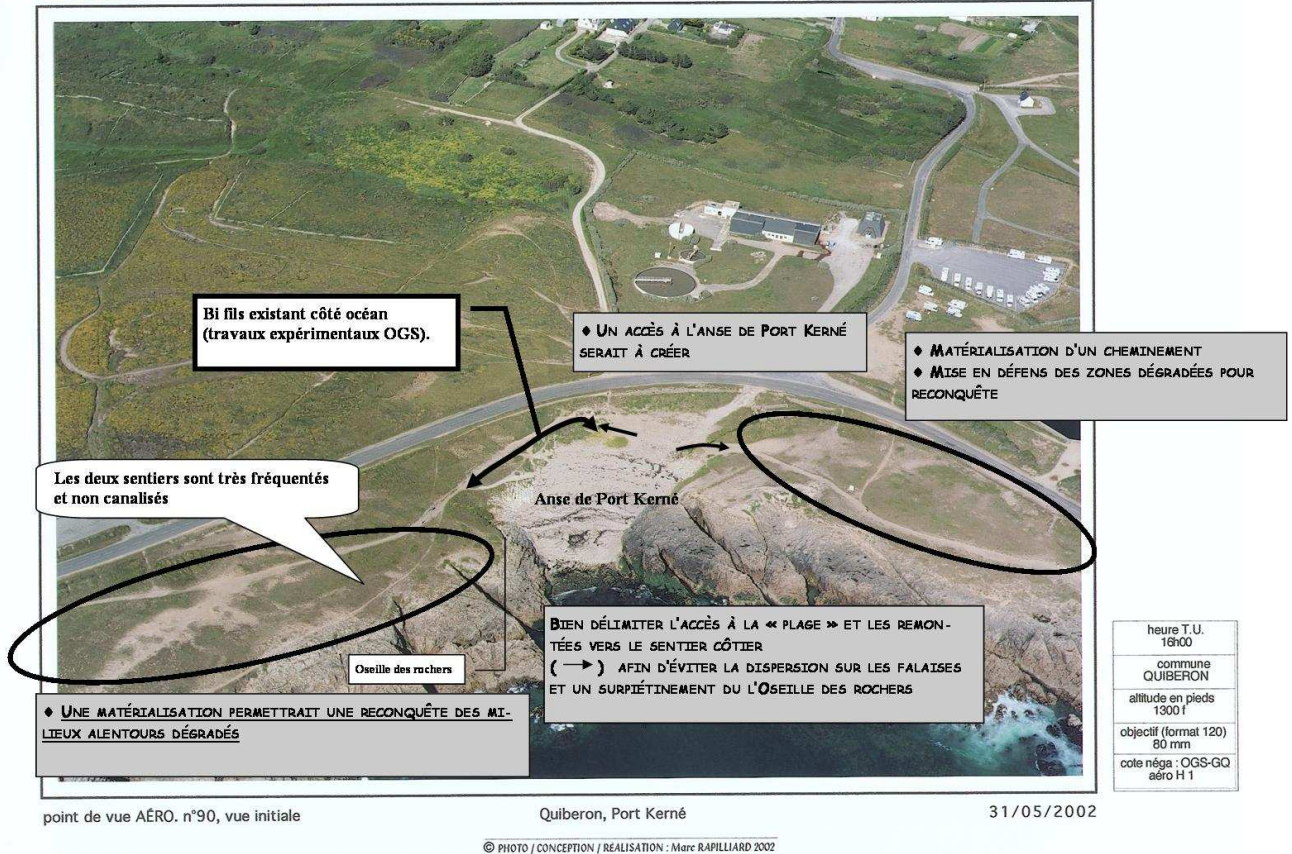 Bi fils existant côté océan
(travaux expérimentaux OGS).
♦ UN ACCÈS À L'ANSE DE PORT KERNÉ
SERAIT À CRÉER
♦ MATÉRIALISATION D'UN CHEMINEMENT
♦ MISE EN DÉFENS DES ZONES DÉGRADÉES POUR
RECONQUÊTE
Les deux sentiers sont très fréquentés
et non canalisés
Anse de Port Kerné
Oseille des rochers
BIEN DÉLIMITER L'ACCÈS À LA « PLAGE » ET LES REMON-
TÉES VERS LE SENTIER CÔTIER
( → ) AFIN D'ÉVITER LA DISPERSION SUR LES FALAISES
ET UN SURPIÉTINEMENT DU L'OSEILLE DES ROCHERS
♦ UNE MATÉRIALISATION PERMETTRAIT UNE RECONQUÊTE DES MI-
LIEUX ALENTOURS DÉGRADÉS
heure T.U.
16h00
commune
QUIBERON
altitude en pieds
1300 f
objectif (format 120)
80 mm
cote néga : OGS-GQ
aéro H 1
point de vue AÉRO. n°90, vue initiale
Quiberon, Port Kerné
31/05/2002
© PHOTO / CONCEPTION / RÉALISATION : Marc RAPILLIARD 2002